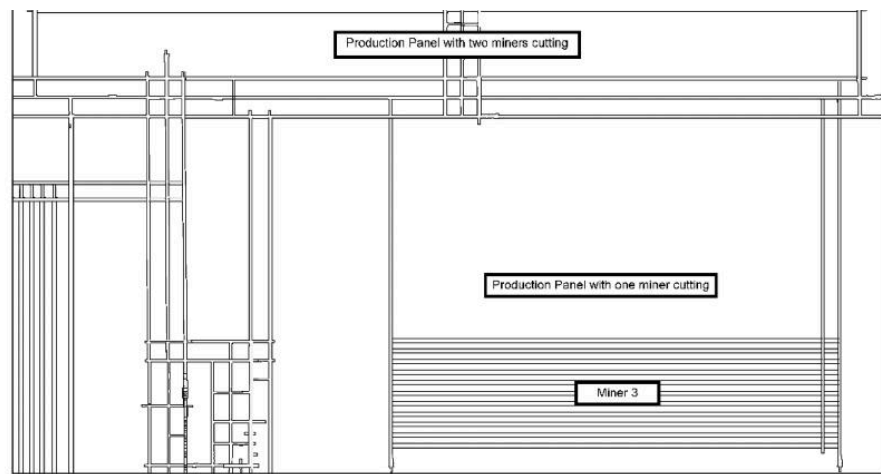 Production Panel with two miners cutting
Production Panel with one miner cutting
Miner 3